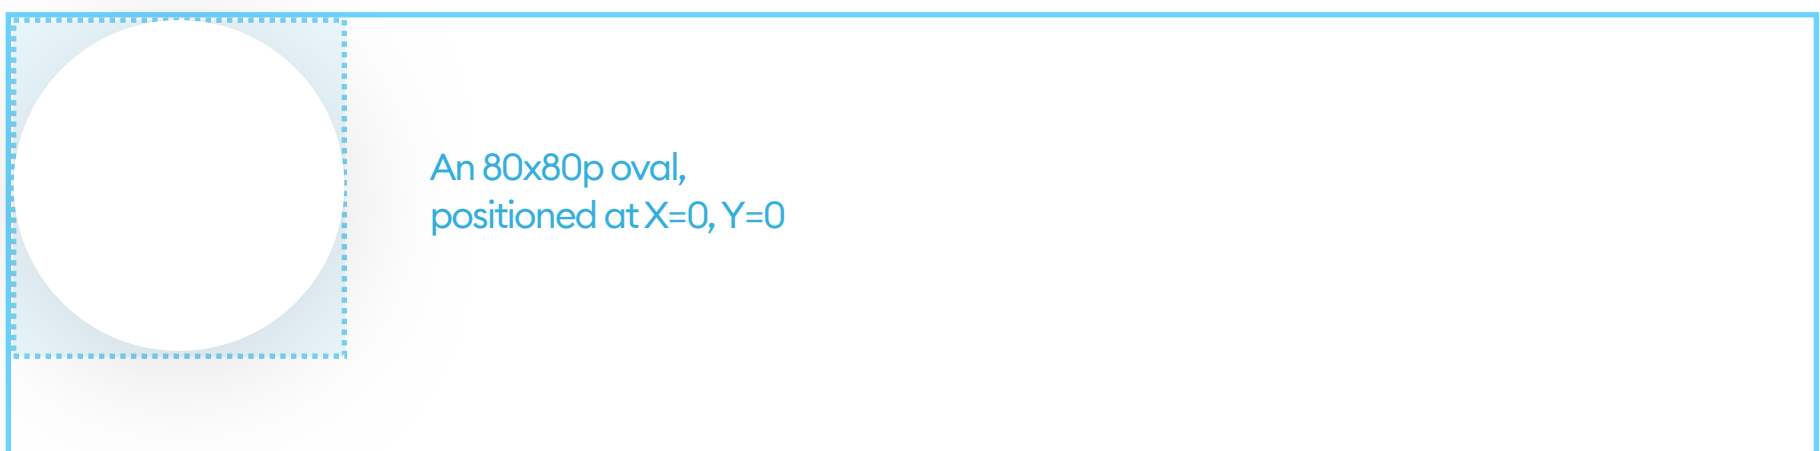 An 80x80p oval,
positioned at X=0, Y=0